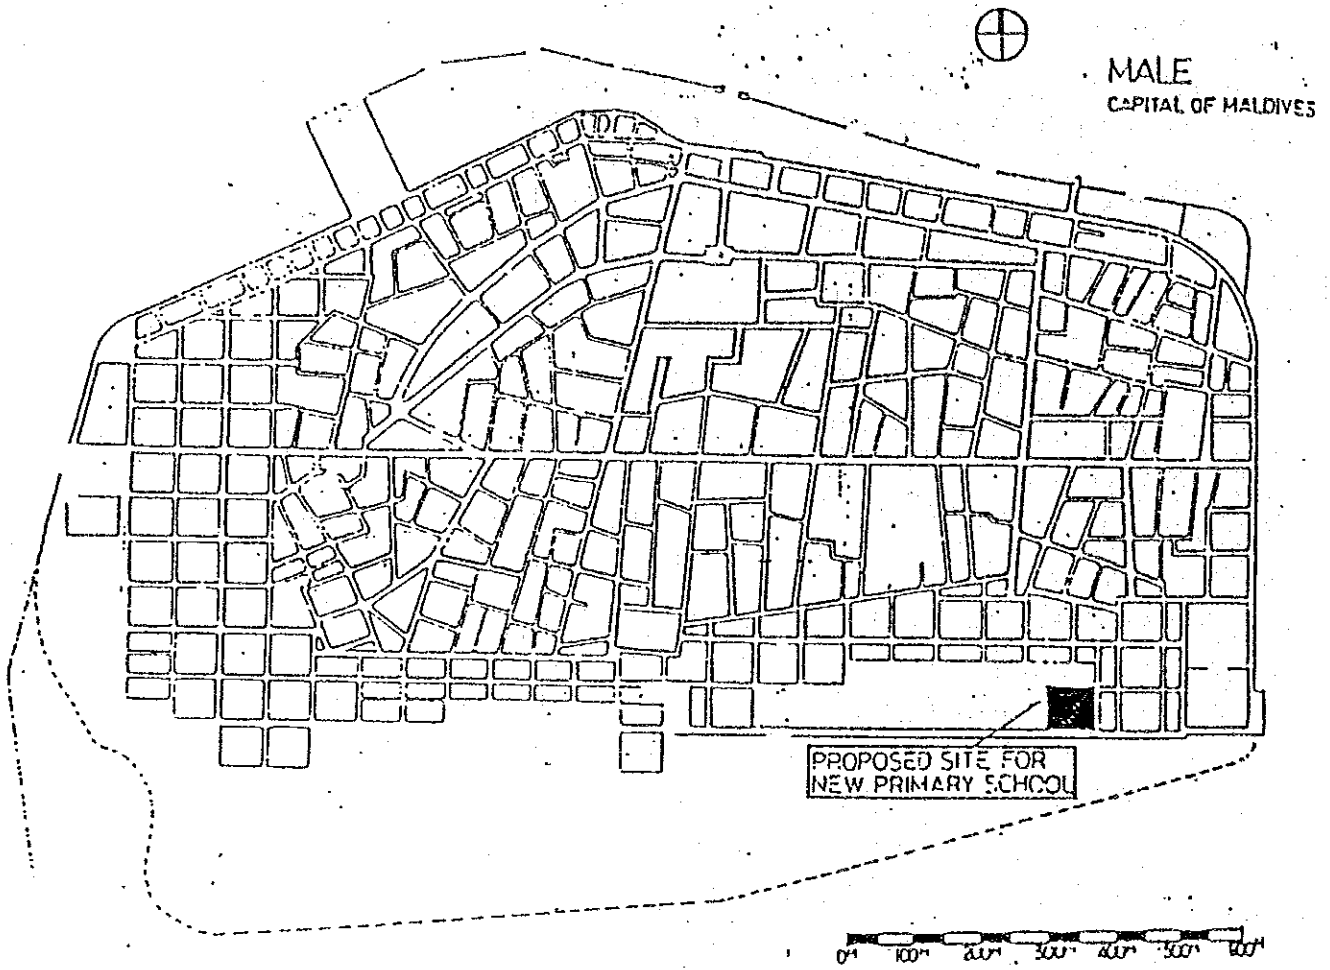 MALE
CAPITAL OF MALDIVES
PROPOSED SITE FOR
NEW PRIMARY SCHOOL
0M 100M 200M 300M 400M 500M 600M